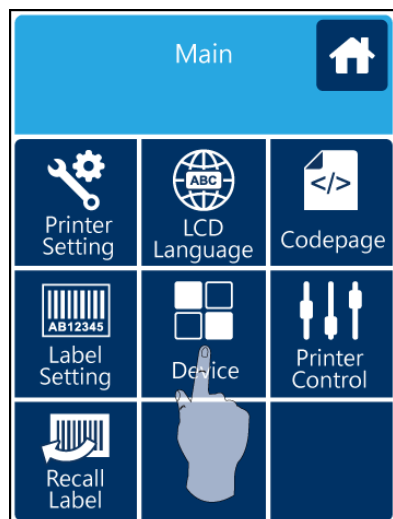 Main
Printer
Setting
ABC
LCD
Language
</>
Codepage
AB12345
Label
Setting
Device
Printer
Control
Recall
Label